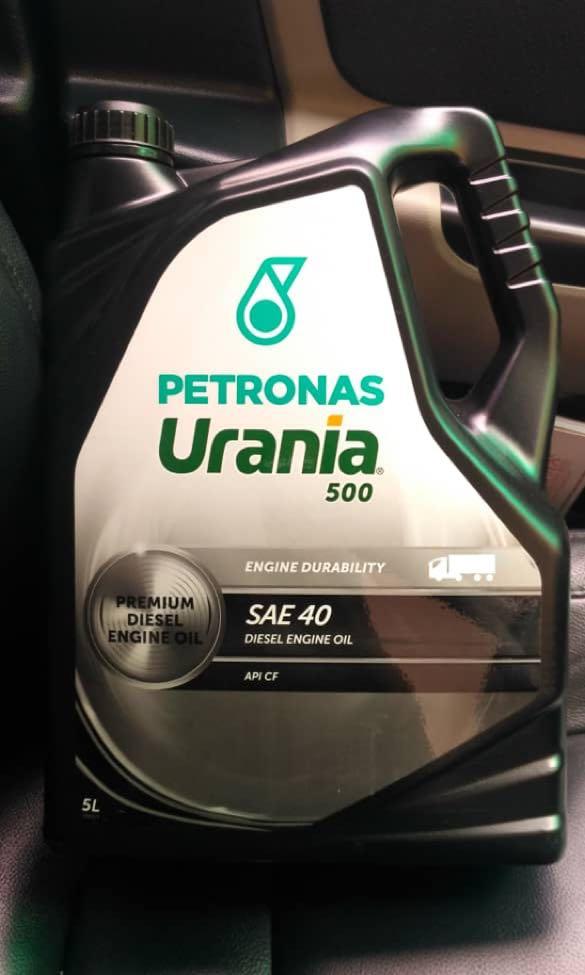 PETRONAS
Urania®
500
ENGINE DURABILITY
PREMIUM
DIESEL
ENGINE OIL
SAE 40
DIESEL ENGINE OIL
API CF
5L